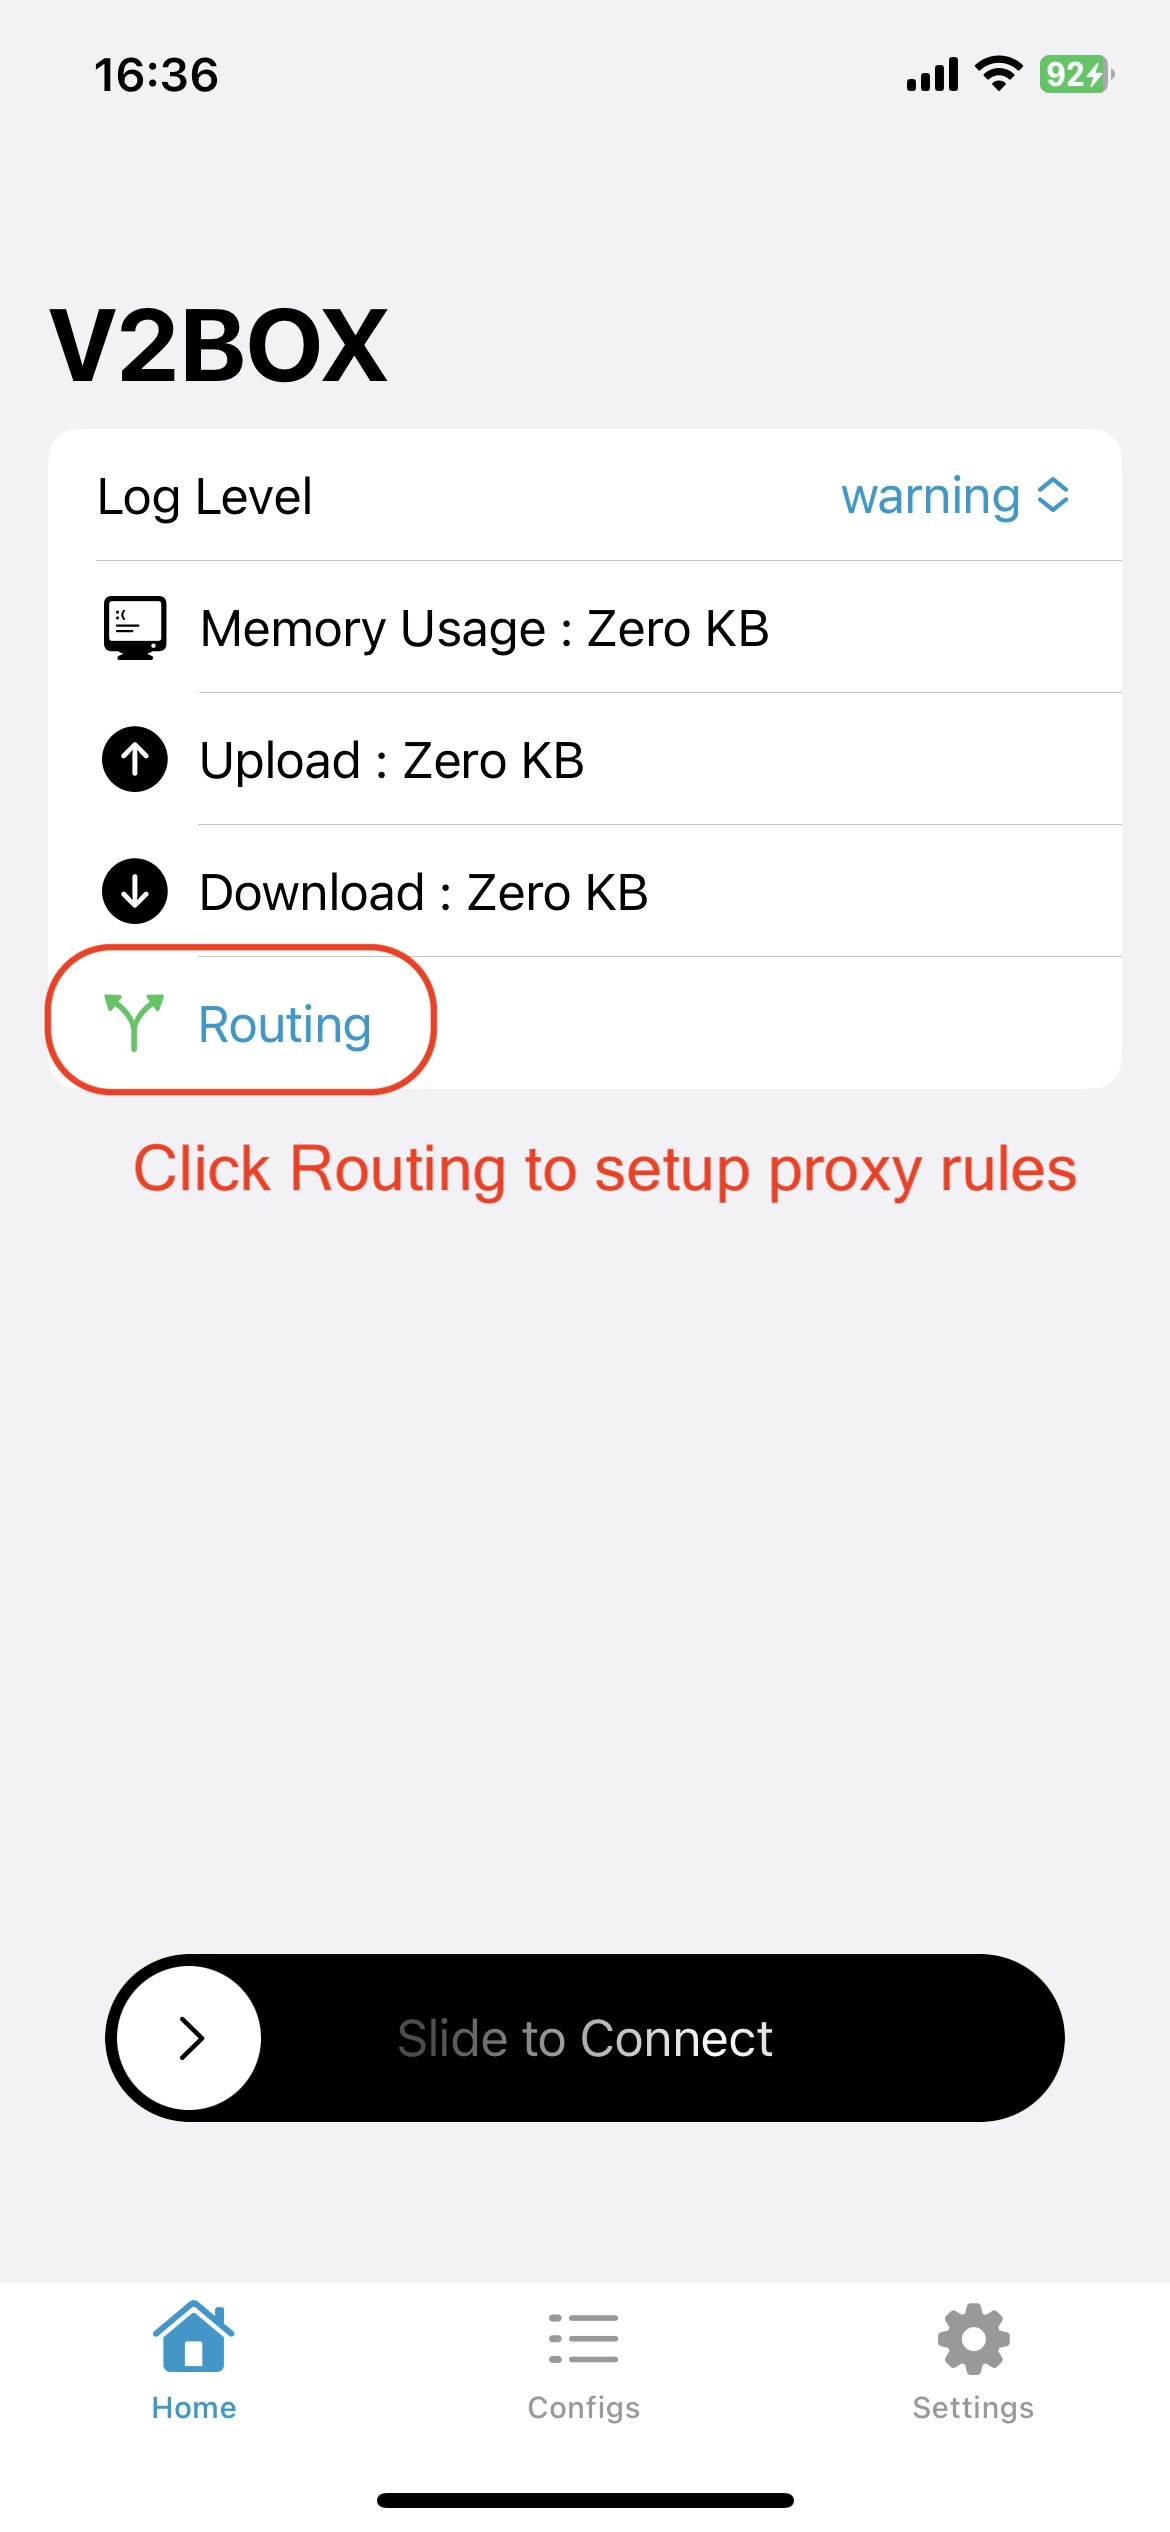 16:36
92
V2BOX
Log Level
warning
Memory Usage : Zero KB
Upload : Zero KB
Download : Zero KB
Routing
Click Routing to setup proxy rules
Slide to Connect
Home
Configs
Settings